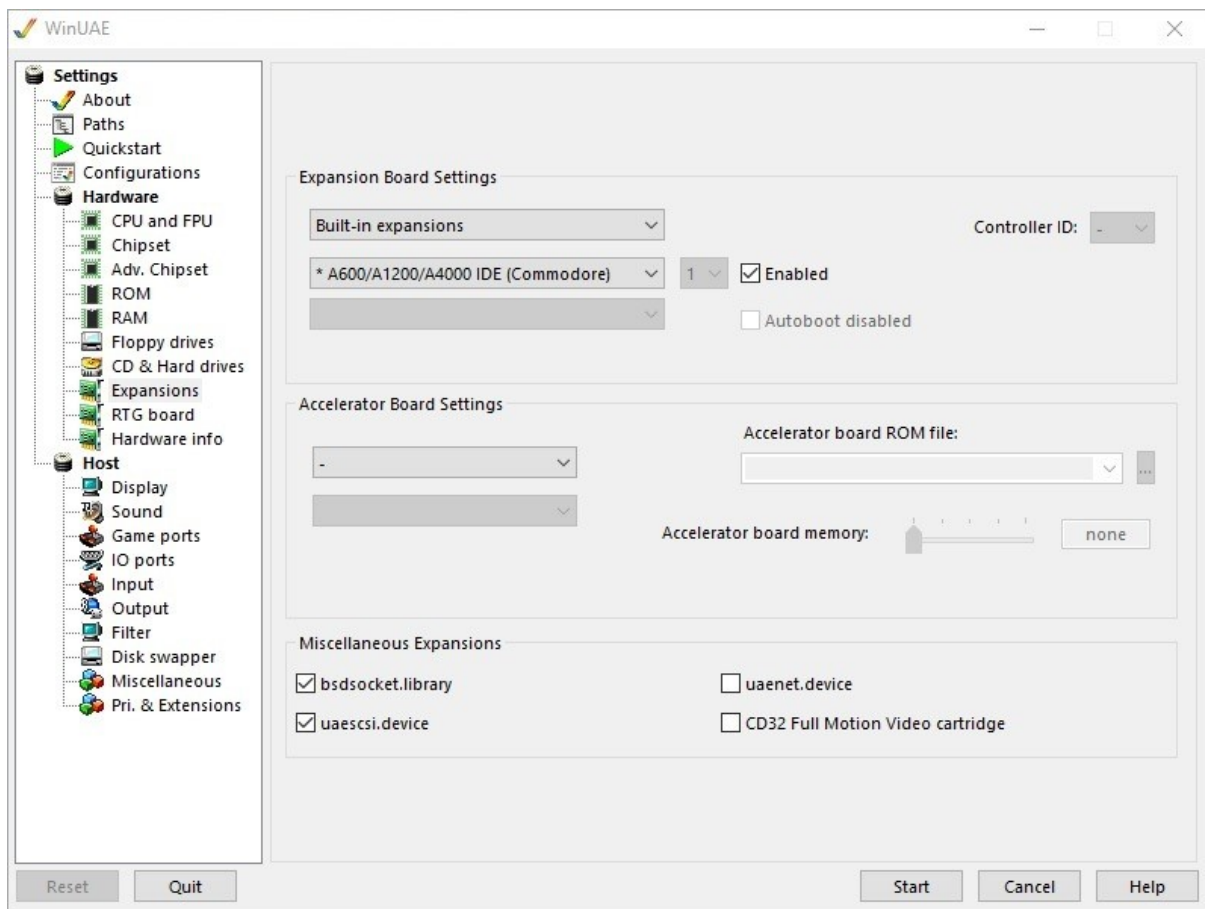 WinUAE
Settings
About
Paths
Quickstart
Configurations
Hardware
CPU and FPU
Chipset
Adv. Chipset
ROM
RAM
Floppy drives
CD & Hard drives
Expansions
RTG board
Hardware info
Host
Display
Sound
Game ports
IO ports
Input
Output
Filter
Disk swapper
Miscellaneous
Pri. & Extensions
Expansion Board Settings
Built-in expansions
Controller ID: -
* A600/A1200/A4000 IDE (Commodore) 1 Enabled
Autoboot disabled
Accelerator Board Settings
Accelerator board ROM file:
-
...
Accelerator board memory: none
Miscellaneous Expansions
bsdsocket.library uaenet.device
uaescsi.device CD32 Full Motion Video cartridge
Reset Quit Start Cancel Help